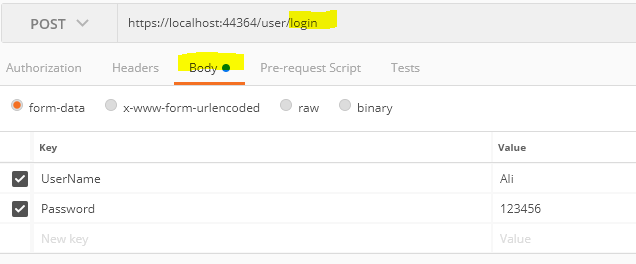 POST https://localhost:44364/user/login
Authorization Headers Body Pre-request Script Tests
form-data x-www-form-urlencoded raw binary
Key Value
UserName Ali
Password 123456
New key Value